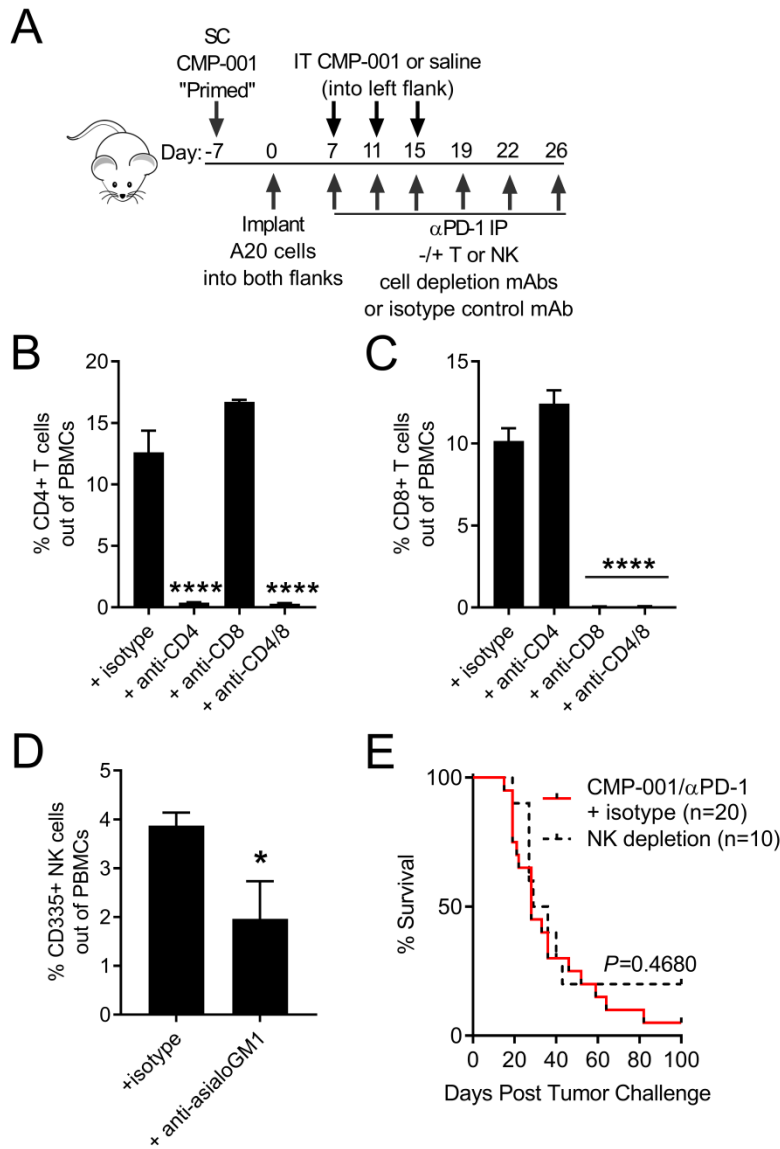 A
SC
CMP-001
"Primed"
IT CMP-001 or saline
(into left flank)
Day: -7 0 7 11 15 19 22 26
Implant
A20 cells
into both flanks
αPD-1 IP
-/+ T or NK
cell depletion mAbs
or isotype control mAb
B
% CD4+ T cells
out of PBMCs
20
15
10
5
0
**** ****
+ isotype
+ anti-CD4
+ anti-CD8
+ anti-CD4/8
C
% CD8+ T cells
out of PBMCs
15
10
5
0
****
+ isotype
+ anti-CD4
+ anti-CD8
+ anti-CD4/8
D
% CD335+ NK cells
out of PBMCs
5
4
3
2
1
0
*
+isotype
+ anti-asialoGM1
E
% Survival
100
50
0
CMP-001/αPD-1
+ isotype (n=20)
NK depletion (n=10)
P=0.4680
0 20 40 60 80 100
Days Post Tumor Challenge